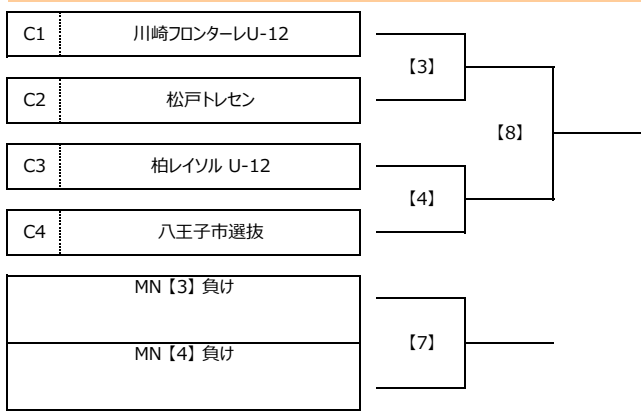 C1 川崎フロンターレU-12
【3】
C2 松戸トレセン
【8】
C3 柏レイソル U-12
【4】
C4 八王子市選抜
MN【3】負け
【7】
MN【4】負け